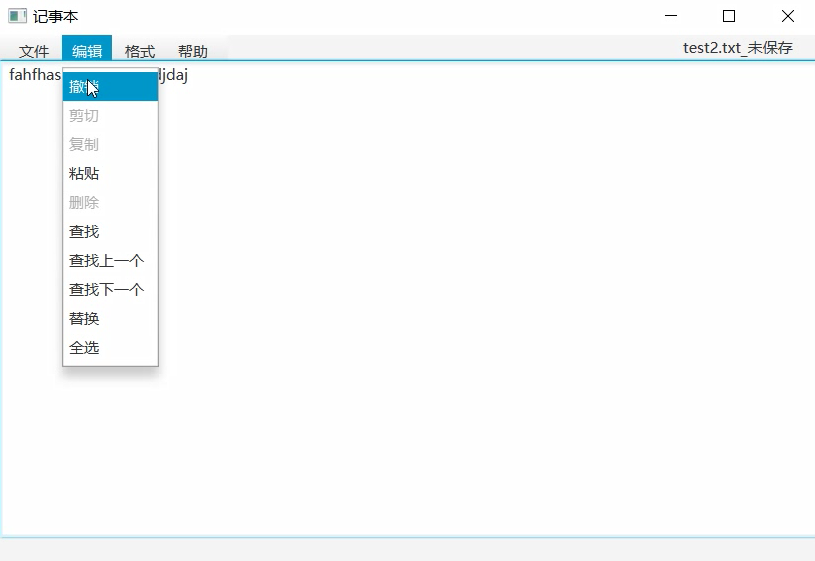 记事本
文件 编辑 格式 帮助 test2.txt_未保存
撤销
剪切
复制
粘贴
删除
查找
查找上一个
查找下一个
替换
全选